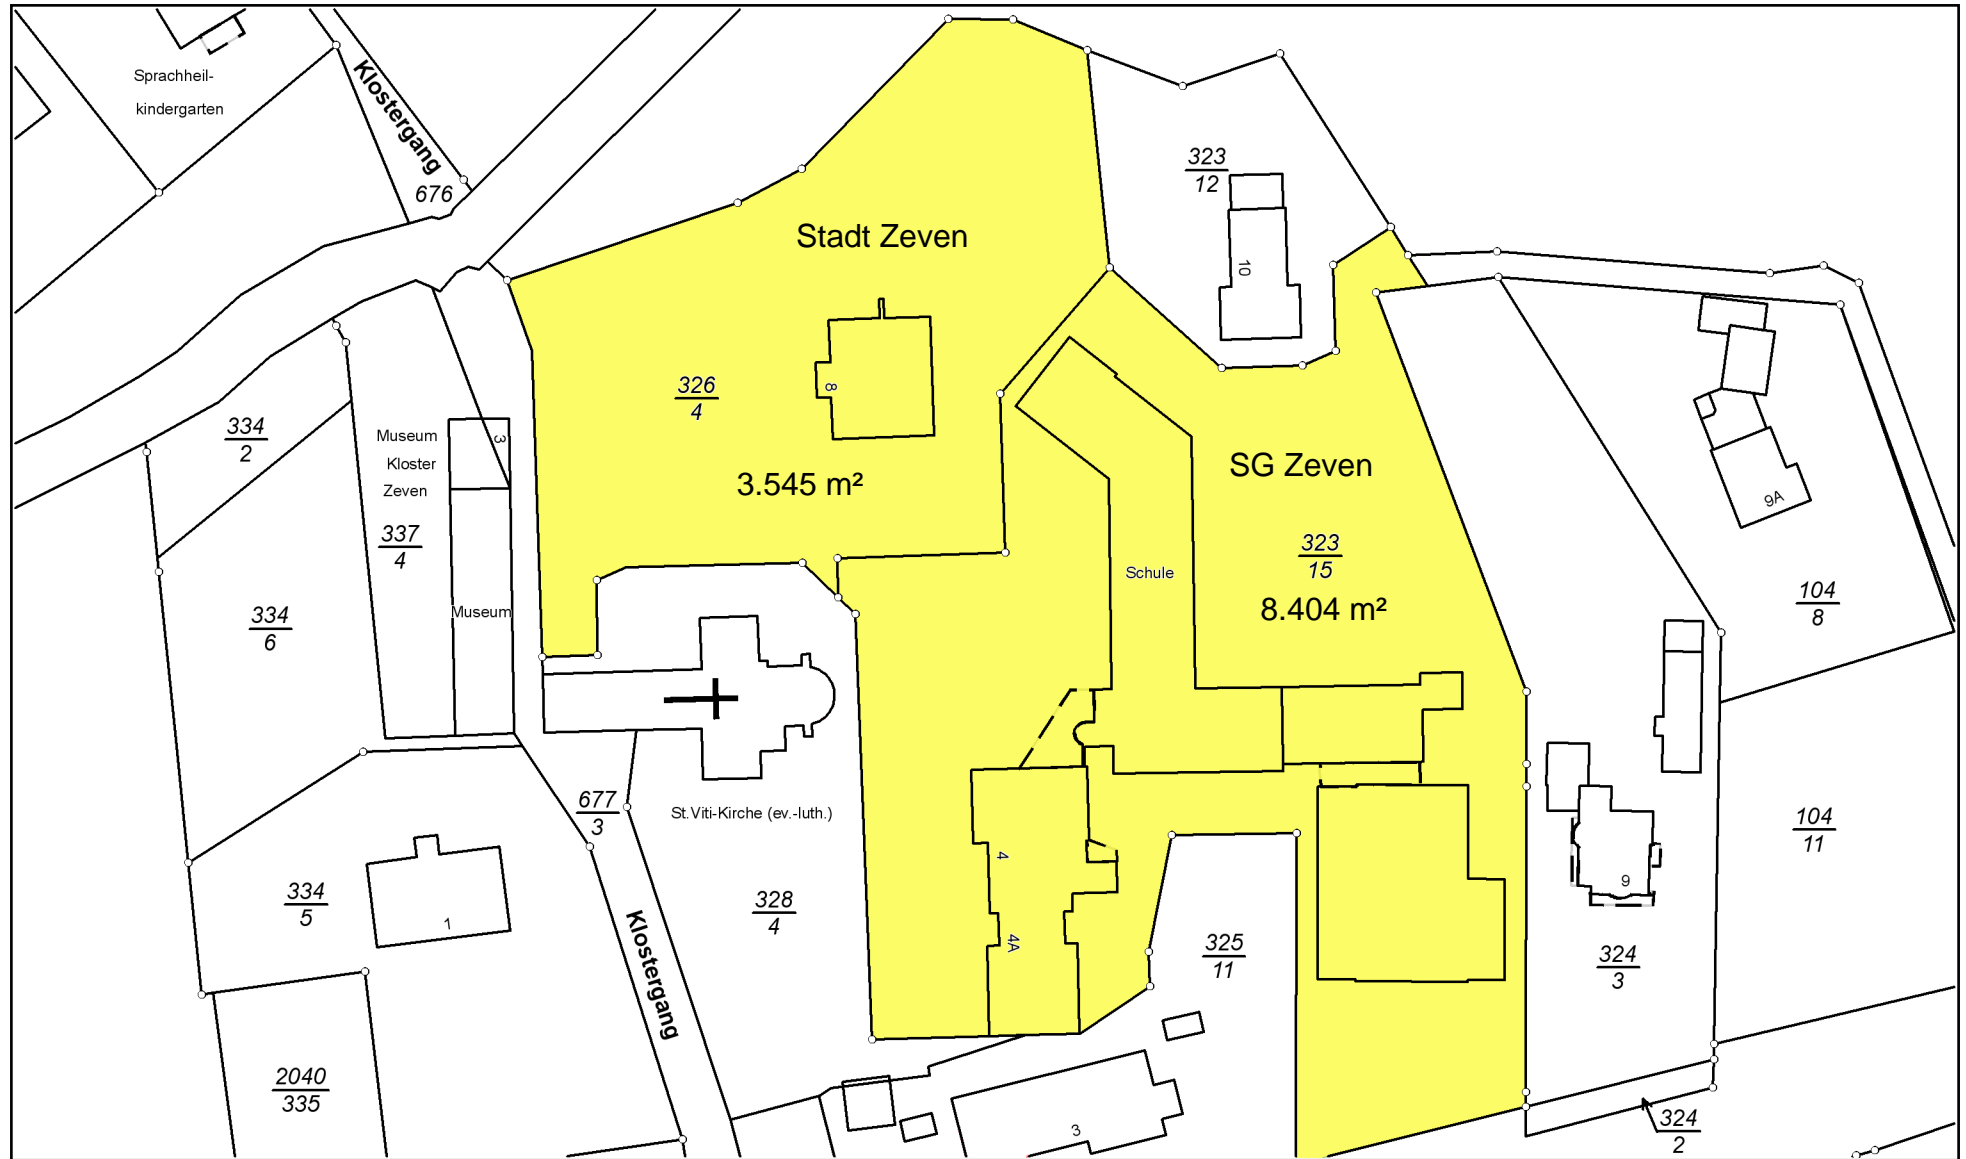 Sprachheil-
kindergarten
Klostergang
676
323
12
Stadt Zeven
10
326
4
8
334
2
Museum
Kloster
Zeven
3
337
4
3.545 m²
SG Zeven
9A
323
15
Schule
8.404 m²
104
8
334
6
Museum
677
3
St.Viti-Kirche (ev.-luth.)
104
11
4
9
334
5
1
328
4
Klostergang
4A
325
11
324
3
2040
335
3
324
2